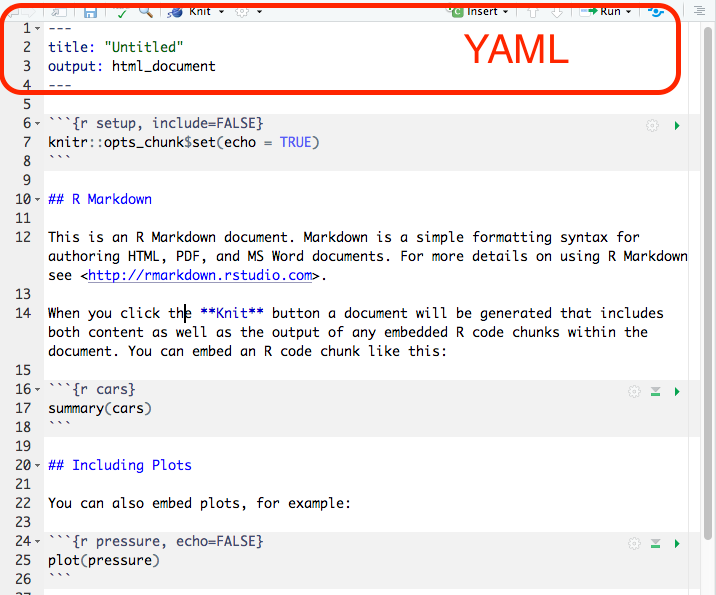 Knit
Insert
Run
YAML
1 ---
2 title: "Untitled"
3 output: html_document
4 ---
5
6 ```{r setup, include=FALSE}
7 knitr::opts_chunk$set(echo = TRUE)
8 ```
9
10 ## R Markdown
11
12 This is an R Markdown document. Markdown is a simple formatting syntax for
authoring HTML, PDF, and MS Word documents. For more details on using R Markdown
see <http://rmarkdown.rstudio.com>.
13
14 When you click the **Knit** button a document will be generated that includes
both content as well as the output of any embedded R code chunks within the
document. You can embed an R code chunk like this:
15
16 ```{r cars}
17 summary(cars)
18 ```
19
20 ## Including Plots
21
22 You can also embed plots, for example:
23
24 ```{r pressure, echo=FALSE}
25 plot(pressure)
26 ```